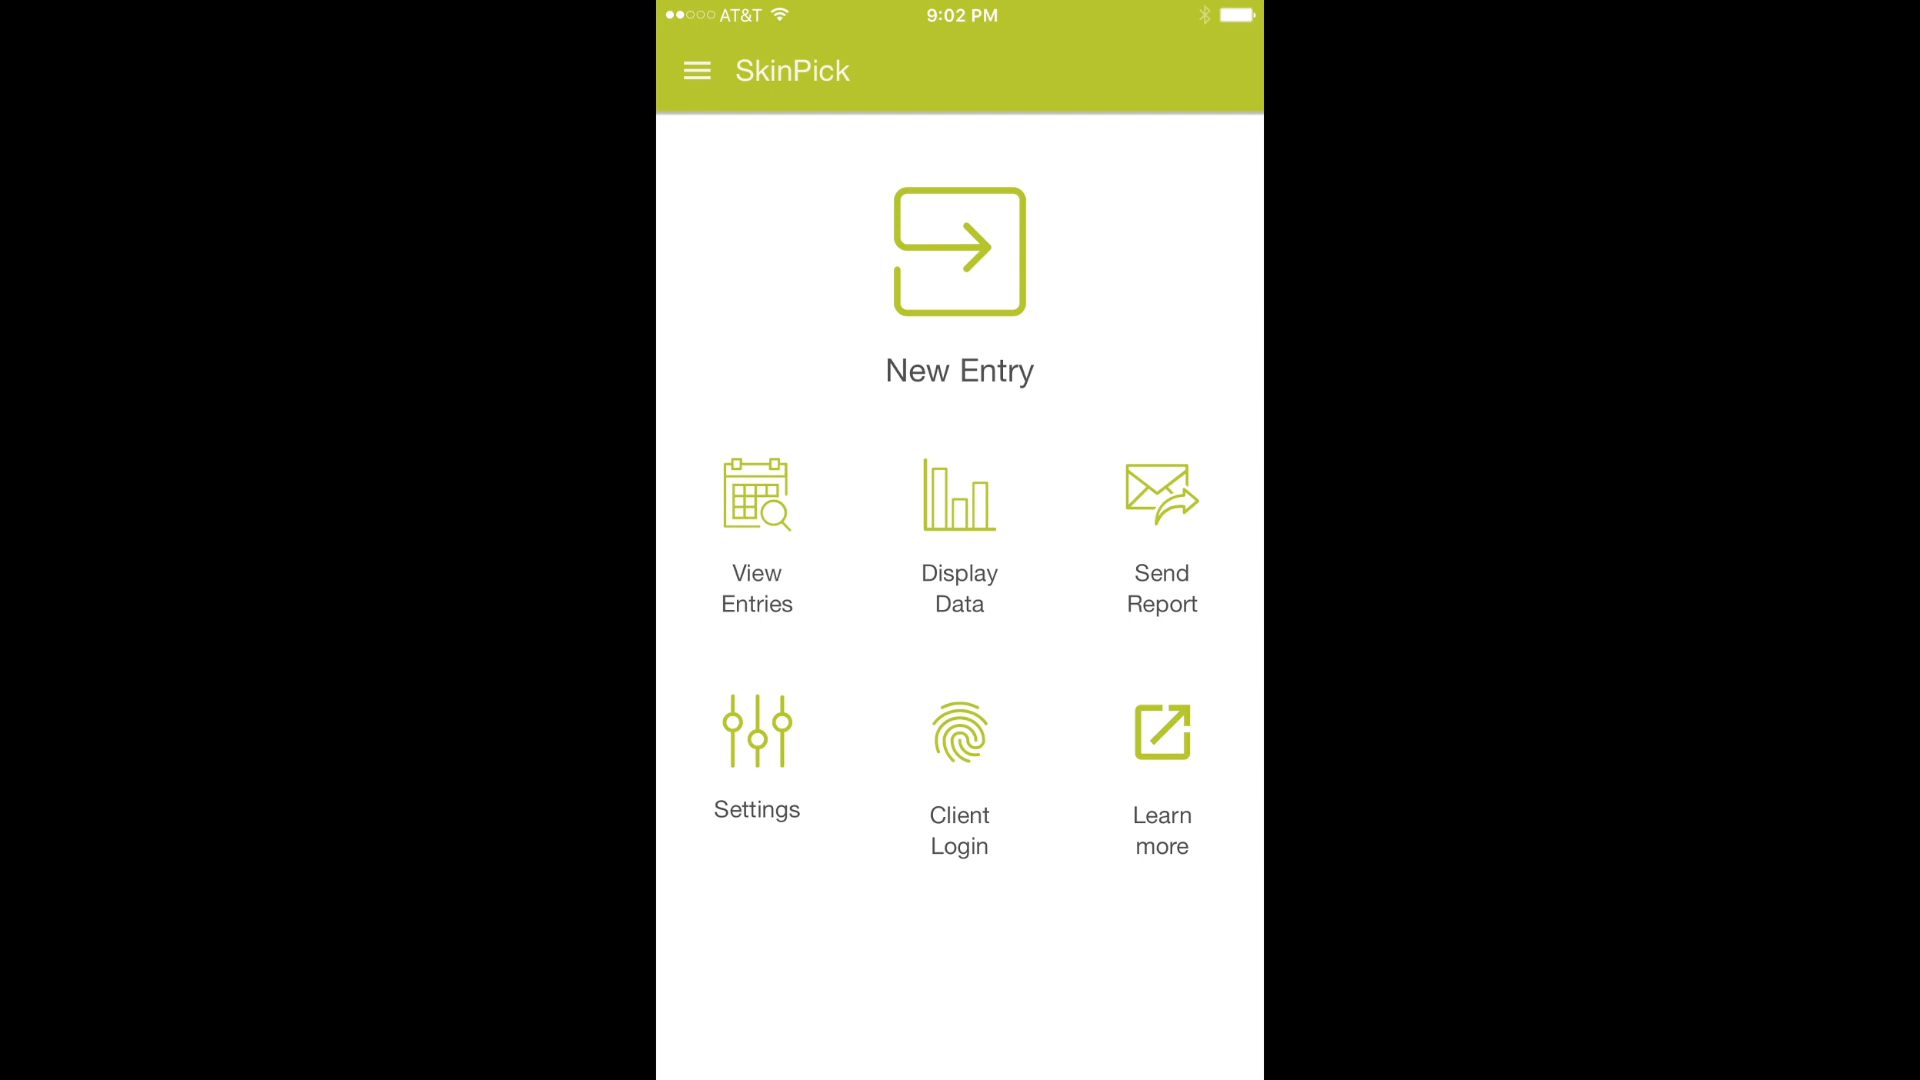 AT&T
9:02 PM
SkinPick
New Entry
View
Entries
Display
Data
Send
Report
Settings
Client
Login
Learn
more